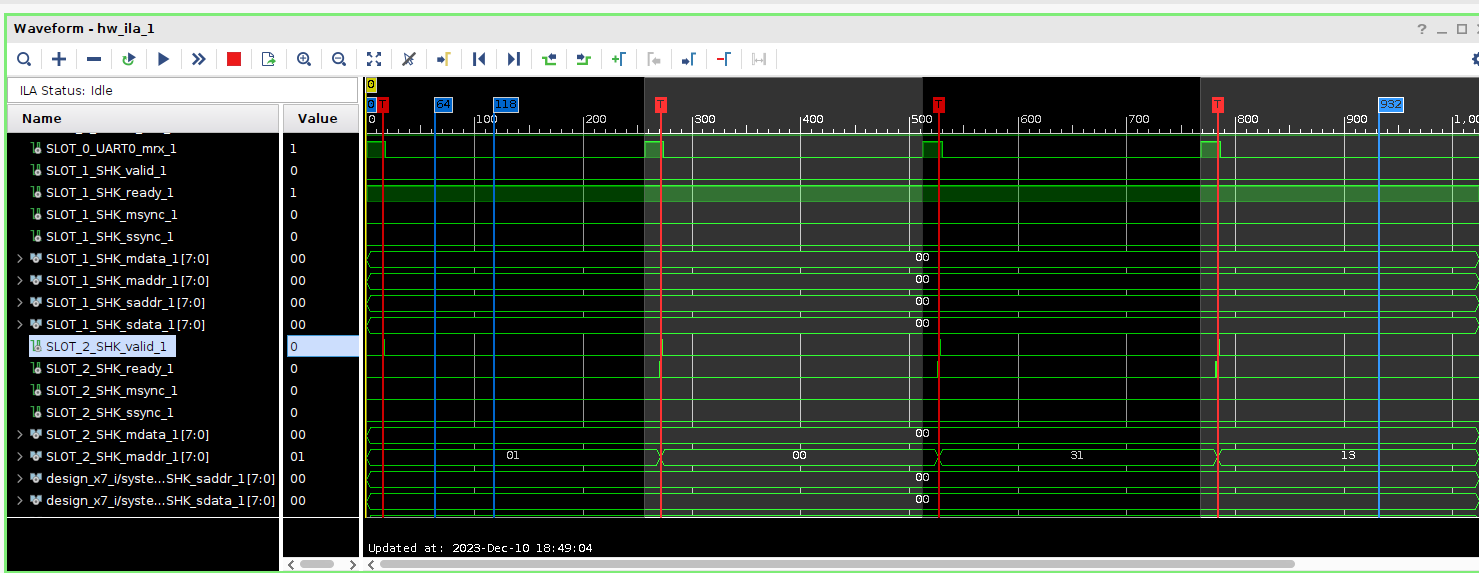 Waveform - hw_ila_1
?
ILA Status: Idle
Name
Value
0
0 T 64 118 T T T 932
0 100 200 300 400 500 600 700 800 900 1,0
SLOT_0_UART0_mrx_1 1
SLOT_1_SHK_valid_1 0
SLOT_1_SHK_ready_1 1
SLOT_1_SHK_msync_1 0
SLOT_1_SHK_ssync_1 0
SLOT_1_SHK_mdata_1[7:0] 00 00
SLOT_1_SHK_maddr_1[7:0] 00 00
SLOT_1_SHK_saddr_1[7:0] 00 00
SLOT_1_SHK_sdata_1[7:0] 00 00
SLOT_2_SHK_valid_1 0
SLOT_2_SHK_ready_1 0
SLOT_2_SHK_msync_1 0
SLOT_2_SHK_ssync_1 0
SLOT_2_SHK_mdata_1[7:0] 00 00
SLOT_2_SHK_maddr_1[7:0] 01 01 00 31 13
design_x7_i/syste...SHK_saddr_1[7:0] 00 00
design_x7_i/syste...SHK_sdata_1[7:0] 00 00
Updated at: 2023-Dec-10 18:49:04